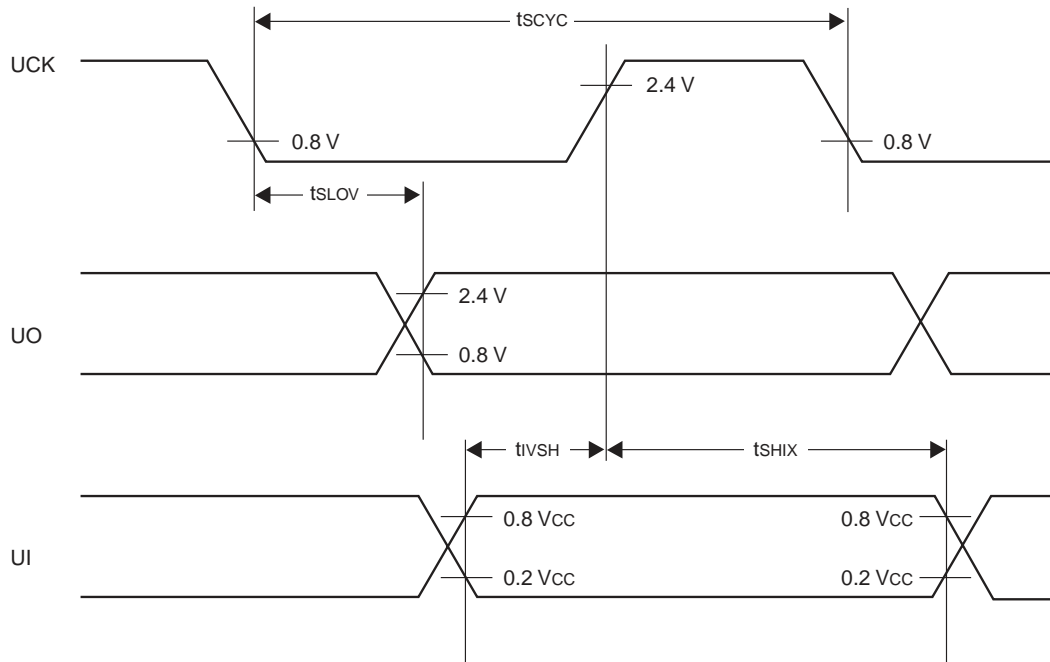 tSCYC
UCK
2.4 V
0.8 V
0.8 V
tSLOV
2.4 V
UO
0.8 V
tIVSH
tSHIX
0.8 VCC
0.8 VCC
UI
0.2 VCC
0.2 VCC